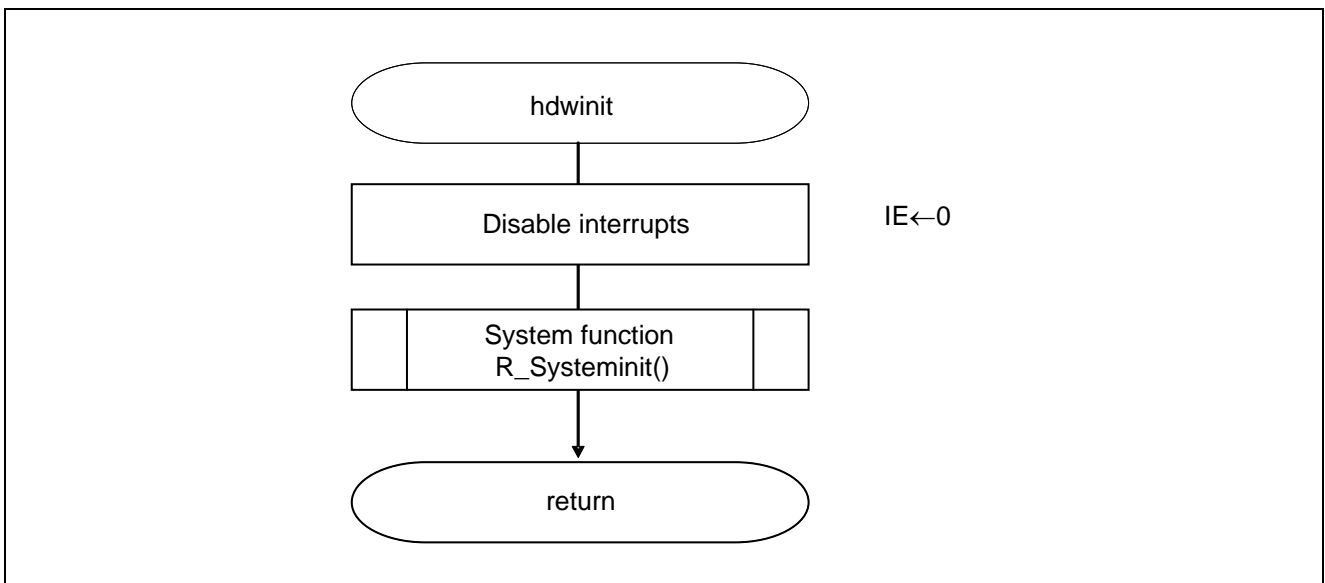 hdwinit
Disable interrupts
IE←0
System function
R_Systeminit()
return